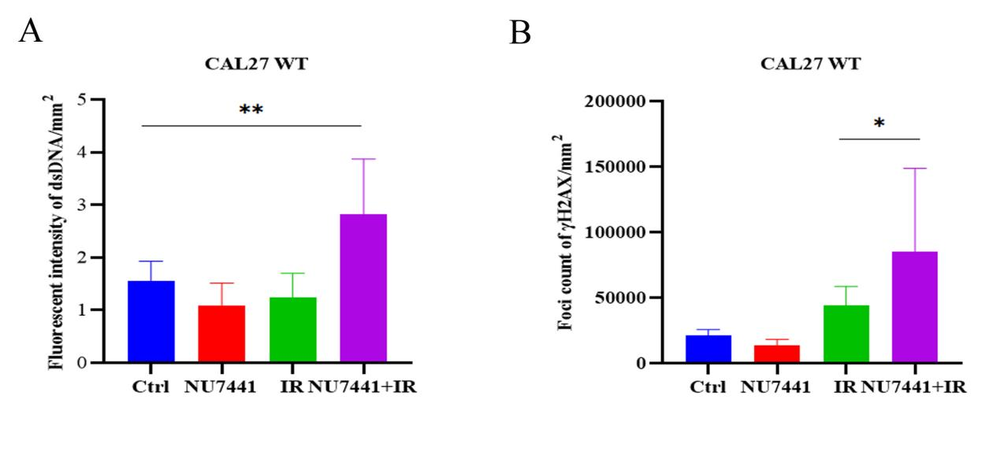 A
CAL27 WT
Fluorescent intensity of dsDNA/mm²
5
4
3
2
1
0
**
Ctrl NU7441 IR NU7441+IR
B
CAL27 WT
Foci count of γH2AX/mm²
200000
150000
100000
50000
0
*
Ctrl NU7441 IR NU7441+IR